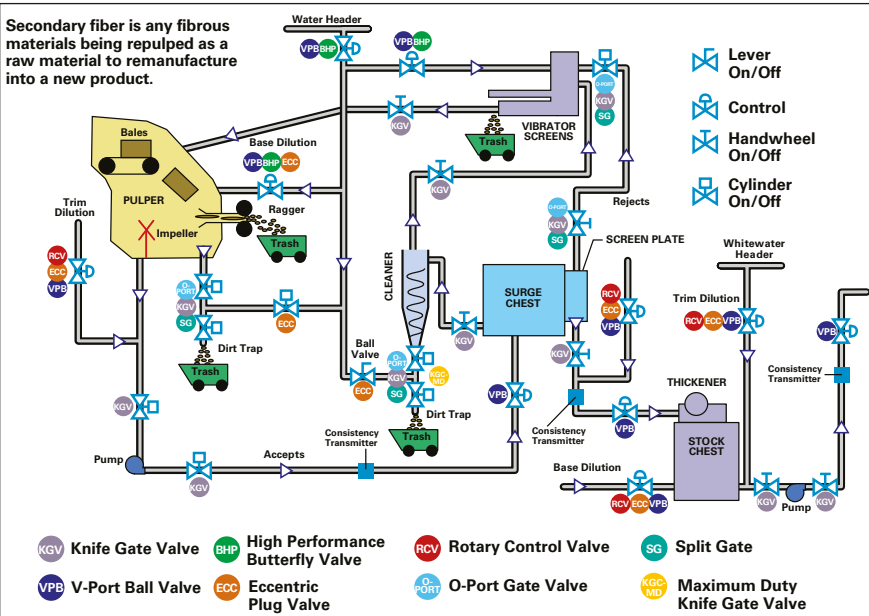 Secondary fiber is any fibrous
materials being repulped as a
raw material to remanufacture
into a new product.
Water Header
VPB BHP
VPB BHP
Lever
On/Off
Control
Handwheel
On/Off
Cylinder
On/Off
O-PORT
KGV
SG
KGV
VIBRATOR
SCREENS
Trash
Bales
Base Dilution
VPB BHP ECC
KGV
PULPER
Ragger
Trim
Dilution
Impeller
Trash
Rejects
O-PORT
KGV
SG
SCREEN PLATE
Whitewater
Header
RCV
ECC
VPB
O-
PORT
KGV
SG
ECC
CLEANER
SURGE
CHEST
RCV
ECC
VPB
Trim Dilution
RCV ECC VPB
VPB
KGV
Dirt Trap
Trash
Ball
Valve
ECC
O-
PORT
KGV
SG
KGC-
MD
KGV
Consistency
Transmitter
THICKENER
VPB
KGV
Dirt Trap
Trash
Consistency
Transmitter
Consistency
Transmitter
VPB
STOCK
CHEST
Pump
KGV
Accepts
Base Dilution
RCV ECC VPB
KGV
Pump
KGV
KGV Knife Gate Valve
BHP High Performance
Butterfly Valve
RCV Rotary Control Valve
SG Split Gate
VPB V-Port Ball Valve
ECC Eccentric
Plug Valve
O-
PORT O-Port Gate Valve
KGC-
MD Maximum Duty
Knife Gate Valve